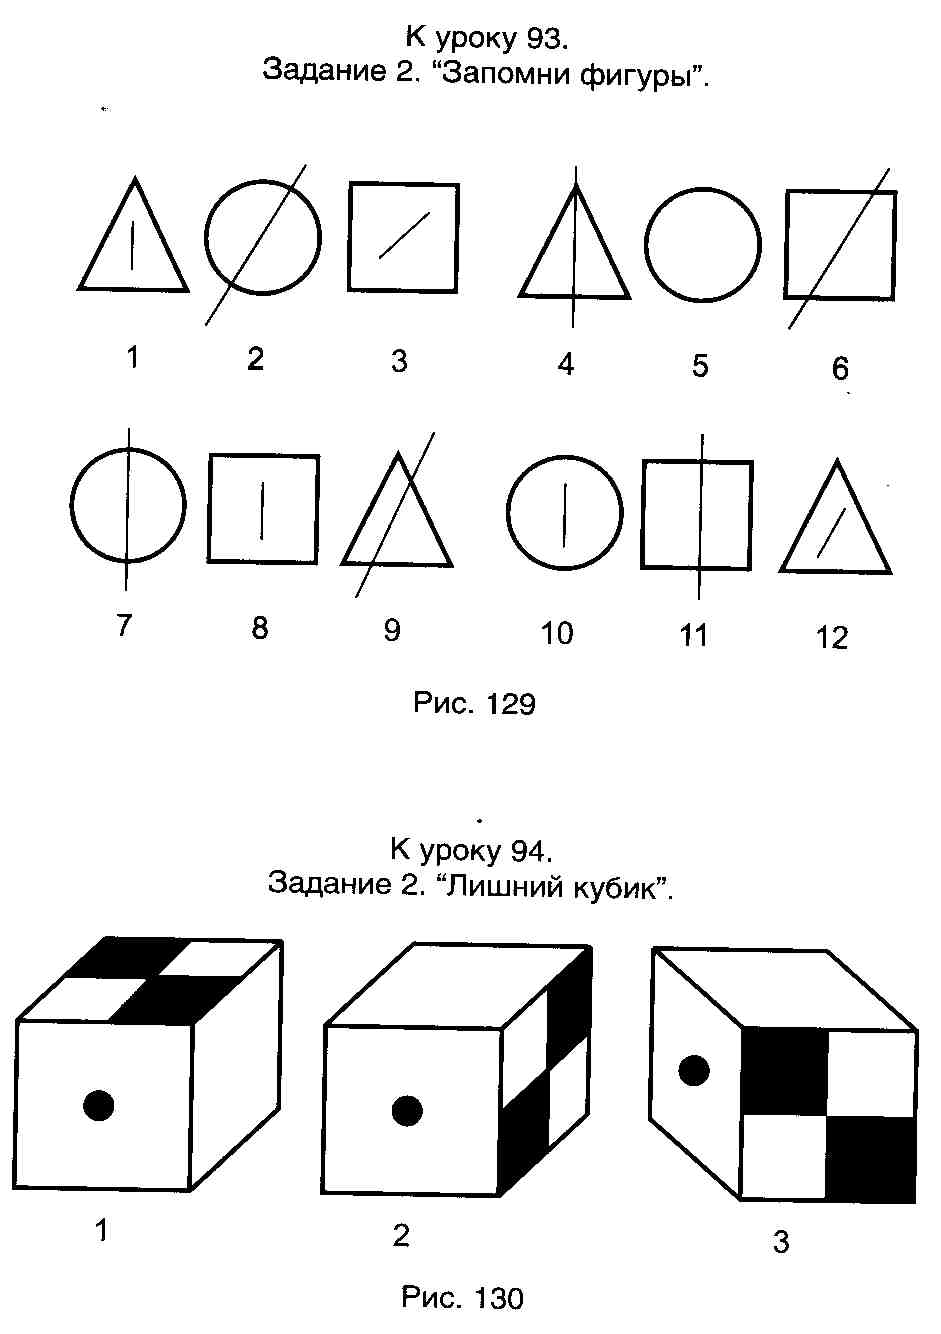 К уроку 93.
Задание 2. “Запомни фигуры”.
1 2 3 4 5 6
7 8 9 10 11 12
Рис. 129
К уроку 94.
Задание 2. “Лишний кубик”.
1 2 3
Рис. 130